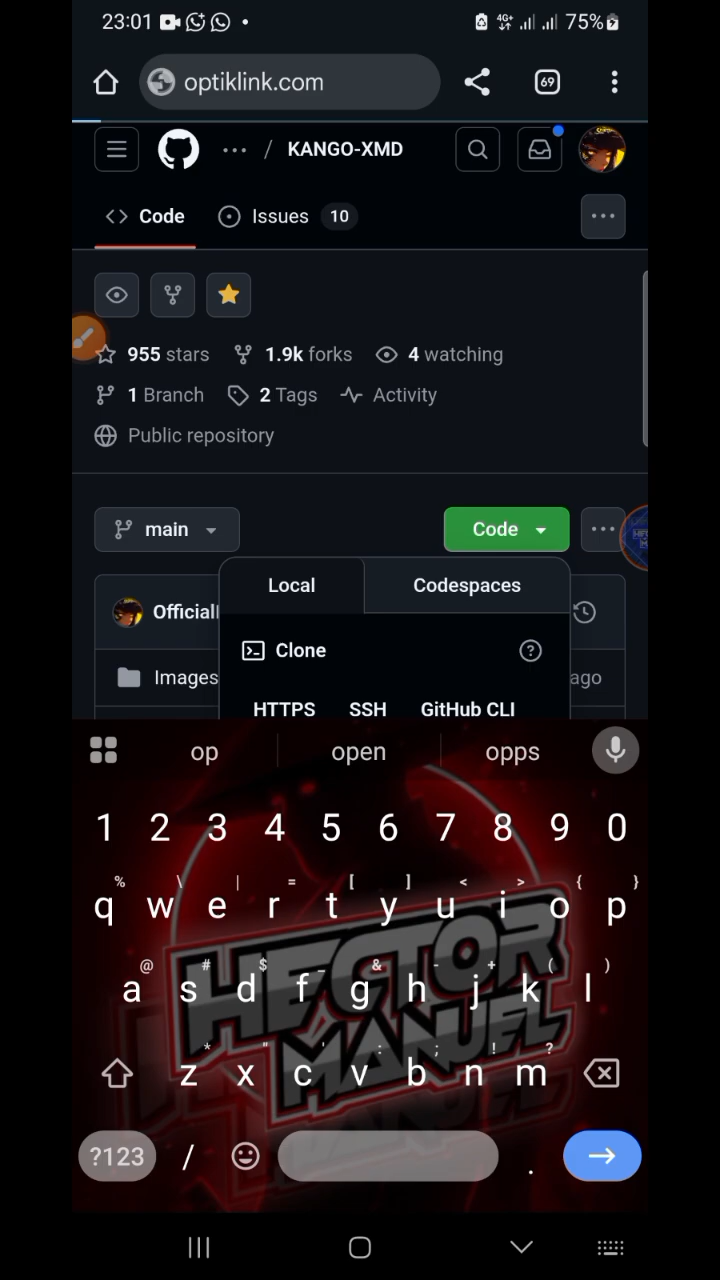 23:01
4G+
75%
optiklink.com
69
... / KANGO-XMD
Code
Issues 10
955 stars 1.9k forks 4 watching
1 Branch 2 Tags Activity
Public repository
main
Code
Local Codespaces
Official
Clone
Images
ago
HTTPS SSH GitHub CLI
op open opps
1 2 3 4 5 6 7 8 9 0
% \ | = [ ] < > { }
q w e r t y u i o p
@ # $ _ & - + ( )
a s d f g h j k l
* " ' : ; ! ?
z x c v b n m
?123 / .
HECTOR
MANUEL